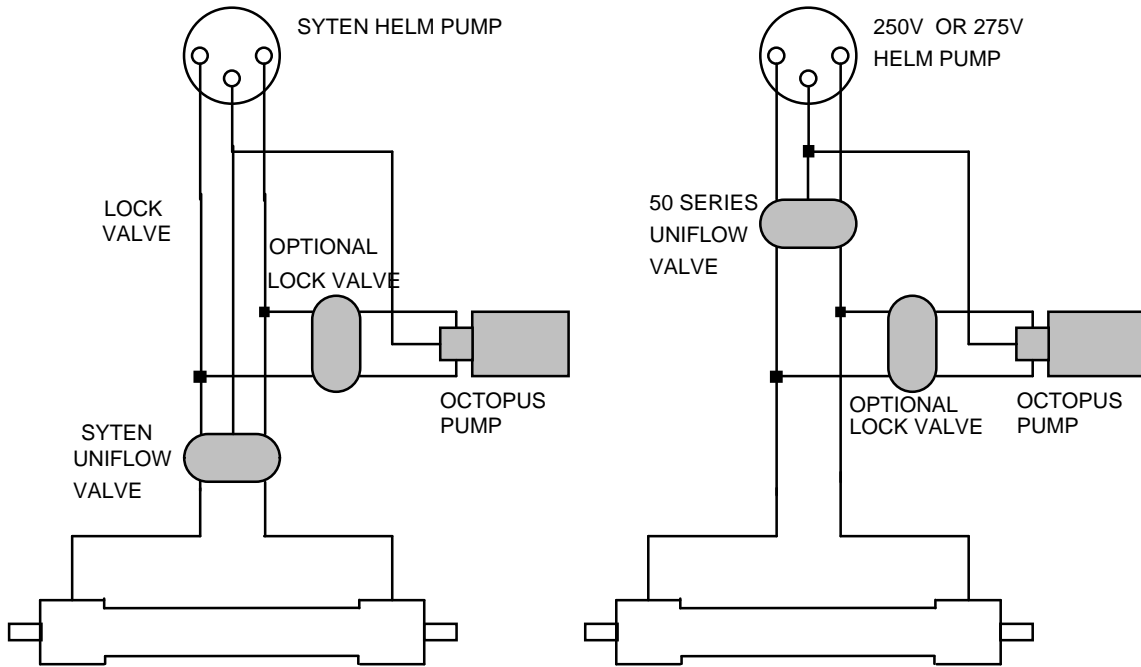 SYTEN HELM PUMP
LOCK
VALVE
OPTIONAL
LOCK VALVE
OCTOPUS
PUMP
SYTEN
UNIFLOW
VALVE
250V OR 275V
HELM PUMP
50 SERIES
UNIFLOW
VALVE
OPTIONAL
LOCK VALVE
OCTOPUS
PUMP